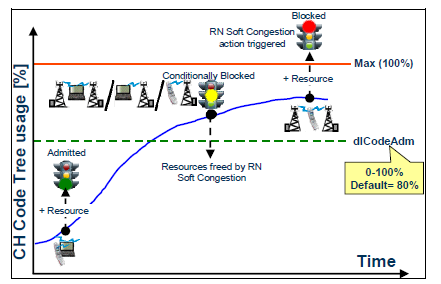 Blocked
RN Soft Congestion
action triggered
Max (100%)
+ Resource
Conditionally Blocked
dlCodeAdm
Admitted
Resources freed by RN
Soft Congestion
0-100%
Default= 80%
+ Resource
CH Code Tree usage [%]
Time